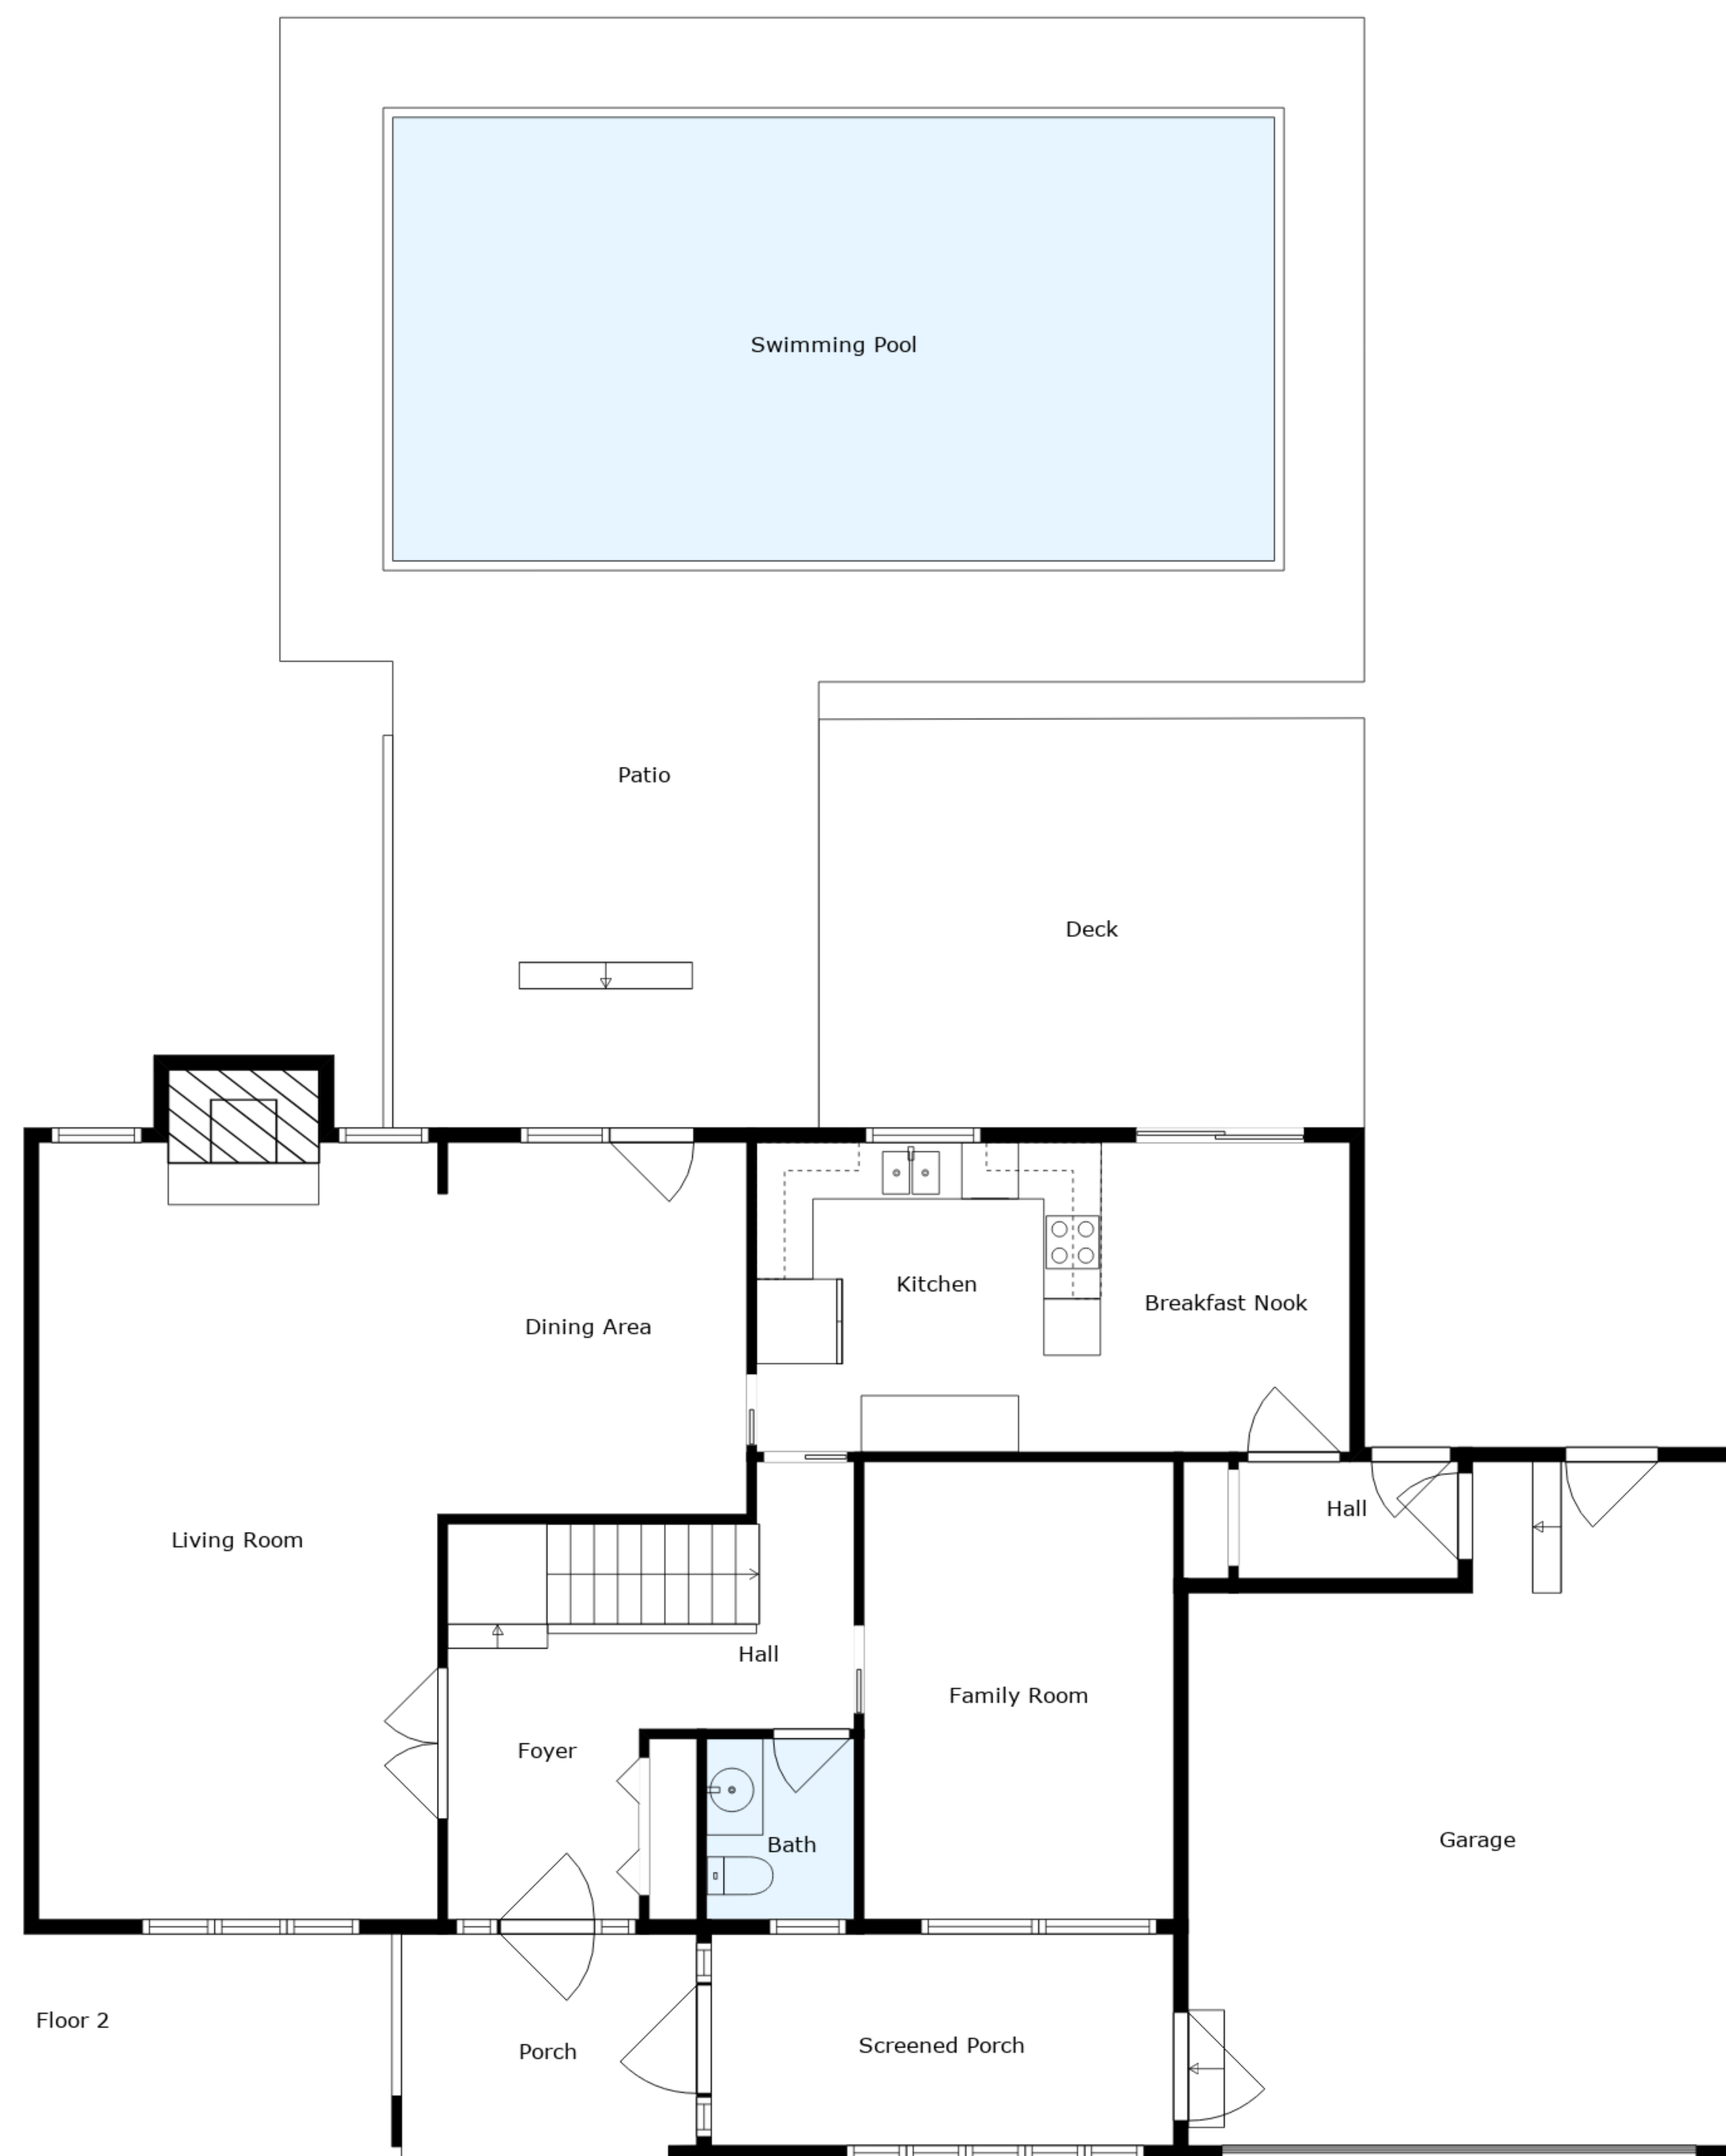 Swimming Pool
Patio
Deck
Kitchen
Breakfast Nook
Dining Area
Hall
Living Room
Hall
Family Room
Foyer
Garage
Bath
Floor 2
Screened Porch
Porch